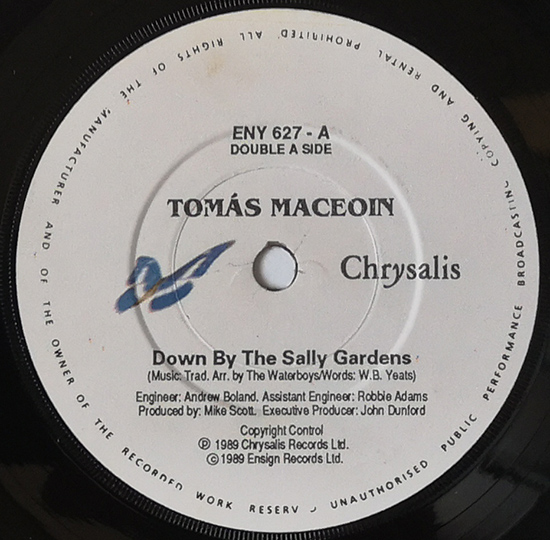 ENY 627 - A
DOUBLE A SIDE
TOMÁS MACEOIN
Chrysalis
Down By The Sally Gardens
(Music: Trad. Arr. by The Waterboys/Words: W.B. Yeats)
Engineer: Andrew Boland. Assistant Engineer: Robbie Adams
Produced by: Mike Scott. Executive Producer: John Dunford
Copyright Control
℗ 1989 Chrysalis Records Ltd.
© 1989 Ensign Records Ltd.
ALL RIGHTS OF THE MANUFACTURER AND OF THE OWNER OF THE RECORDED WORK RESERV UNAUTHORISED PUBLIC PERFORMANCE BROADCASTING COPYING AND RENTAL PROHIBITED